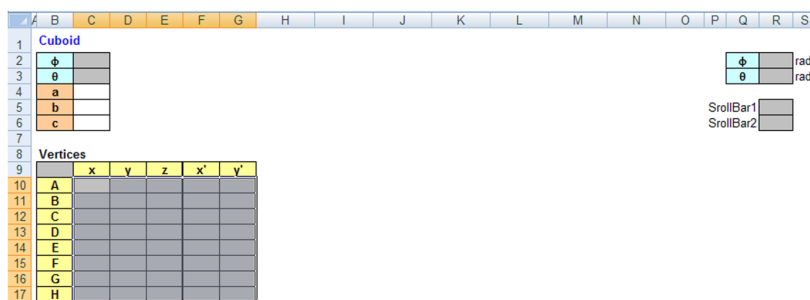 A B C D E F G H I J K L M N O P Q R S
1 Cuboid
2 ϕ ϕ rad
3 θ θ rad
4 a
5 b SrollBar1
6 c SrollBar2
7
8 Vertices
9 x y z x' y'
10 A
11 B
12 C
13 D
14 E
15 F
16 G
17 H